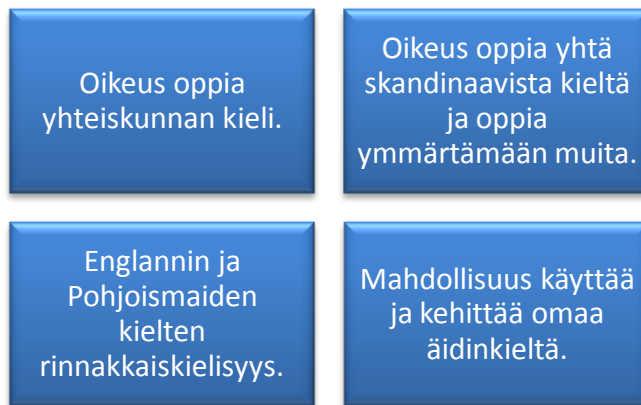 Oikeus oppia
yhteiskunnan kieli.
Oikeus oppia yhtä
skandinaavista kieltä
ja oppia
ymmärtämään muita.
Englannin ja
Pohjoismaiden
kielten
rinnakkaiskielisyys.
Mahdollisuus käyttää
ja kehittää omaa
äidinkieltä.